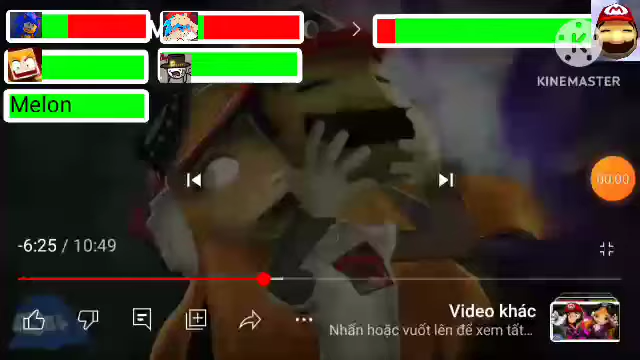 M
KINEMASTER
Melon
00:00
-6:25 / 10:49
Video khác
Nhấn hoặc vuốt lên để xem tất...